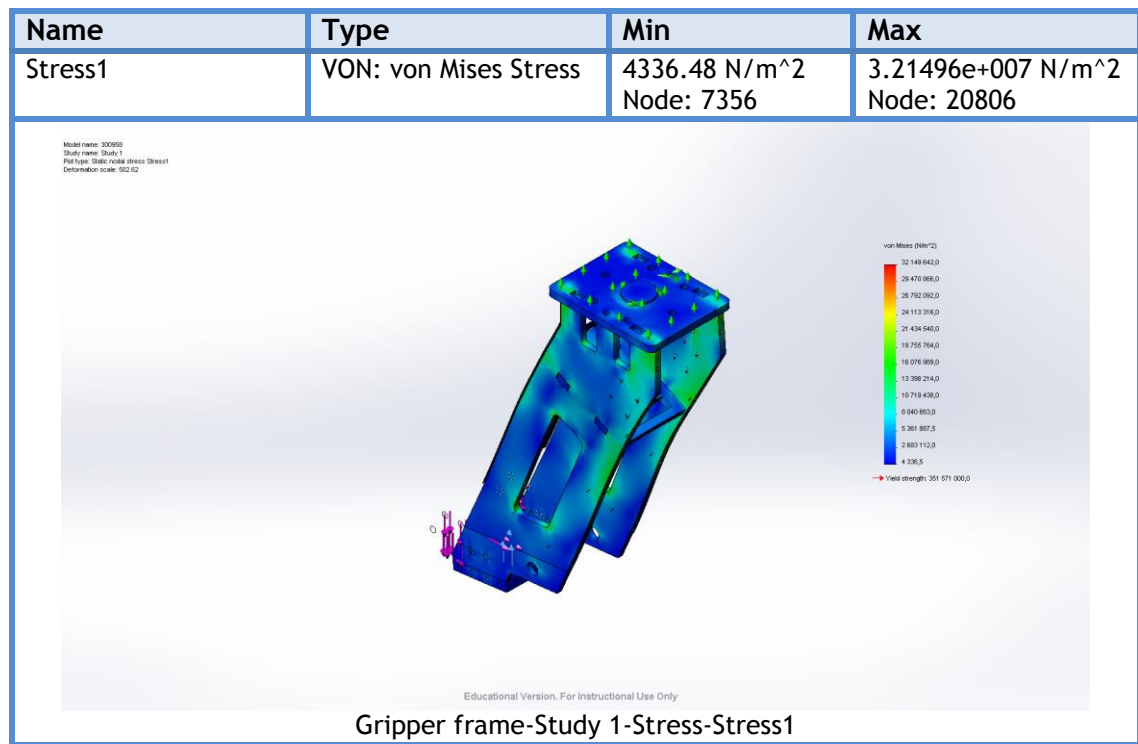 Name Type Min Max
Stress1 VON: von Mises Stress 4336.48 N/m^2 3.21496e+007 N/m^2
Node: 7356 Node: 20806
Model name: 300958
Study name: Study 1
Plot type: Static nodal stress Stress1
Deformation scale: 502.62
von Mises (N/m^2)
32 149 642,0
29 470 866,0
26 792 092,0
24 113 316,0
21 434 540,0
18 755 764,0
16 076 989,0
13 398 214,0
10 719 438,0
8 040 663,0
5 361 887,5
2 683 112,0
4 336,5
Yield strength: 351 571 000,0
Educational Version. For Instructional Use Only
Gripper frame-Study 1-Stress-Stress1